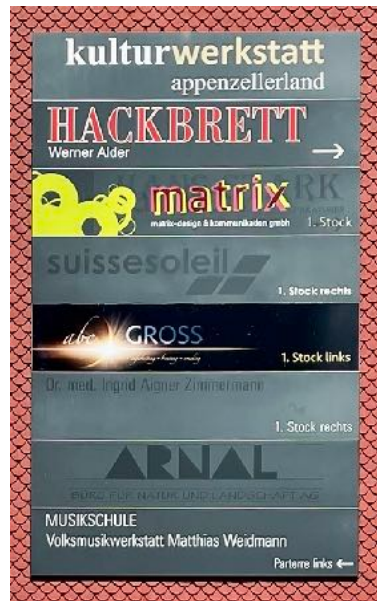 kulturwerkstatt
appenzellerland
HACKBRETT
Werner Alder
→
HANS STARK
matrix
matrix-design & kommunikation gmbh
1. Stock
suissesoleil
1. Stock rechts
abc GROSS
1. Stock links
Dr. med. Ingrid Aigner Zimmermann
1. Stock rechts
ARNAL
BÜRO FÜR NATUR UND LANDSCHAFT AG
MUSIKSCHULE
Volksmusikwerkstatt Matthias Weidmann
Parterre links ←